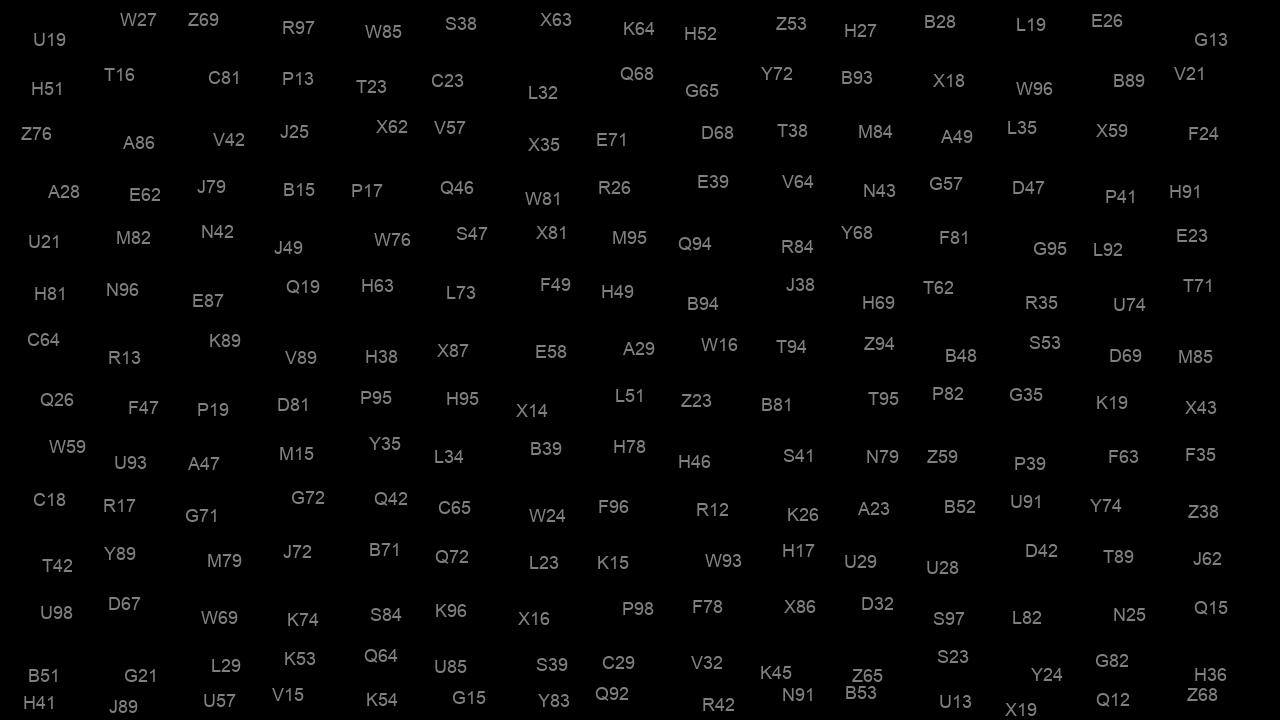 U19 W27 Z69 R97 W85 S38 X63 K64 H52 Z53 H27 B28 L19 E26 G13
H51 T16 C81 P13 T23 C23 L32 Q68 G65 Y72 B93 X18 W96 B89 V21
Z76 A86 V42 J25 X62 V57 X35 E71 D68 T38 M84 A49 L35 X59 F24
A28 E62 J79 B15 P17 Q46 W81 R26 E39 V64 N43 G57 D47 P41 H91
U21 M82 N42 J49 W76 S47 X81 M95 Q94 R84 Y68 F81 G95 L92 E23
H81 N96 E87 Q19 H63 L73 F49 H49 B94 J38 H69 T62 R35 U74 T71
C64 R13 K89 V89 H38 X87 E58 A29 W16 T94 Z94 B48 S53 D69 M85
Q26 F47 P19 D81 P95 H95 X14 L51 Z23 B81 T95 P82 G35 K19 X43
W59 U93 A47 M15 Y35 L34 B39 H78 H46 S41 N79 Z59 P39 F63 F35
C18 R17 G71 G72 Q42 C65 W24 F96 R12 K26 A23 B52 U91 Y74 Z38
T42 Y89 M79 J72 B71 Q72 L23 K15 W93 H17 U29 U28 D42 T89 J62
U98 D67 W69 K74 S84 K96 X16 P98 F78 X86 D32 S97 L82 N25 Q15
B51 G21 L29 K53 Q64 U85 S39 C29 V32 K45 Z65 S23 Y24 G82 H36
H41 J89 U57 V15 K54 G15 Y83 Q92 R42 N91 B53 U13 X19 Q12 Z68